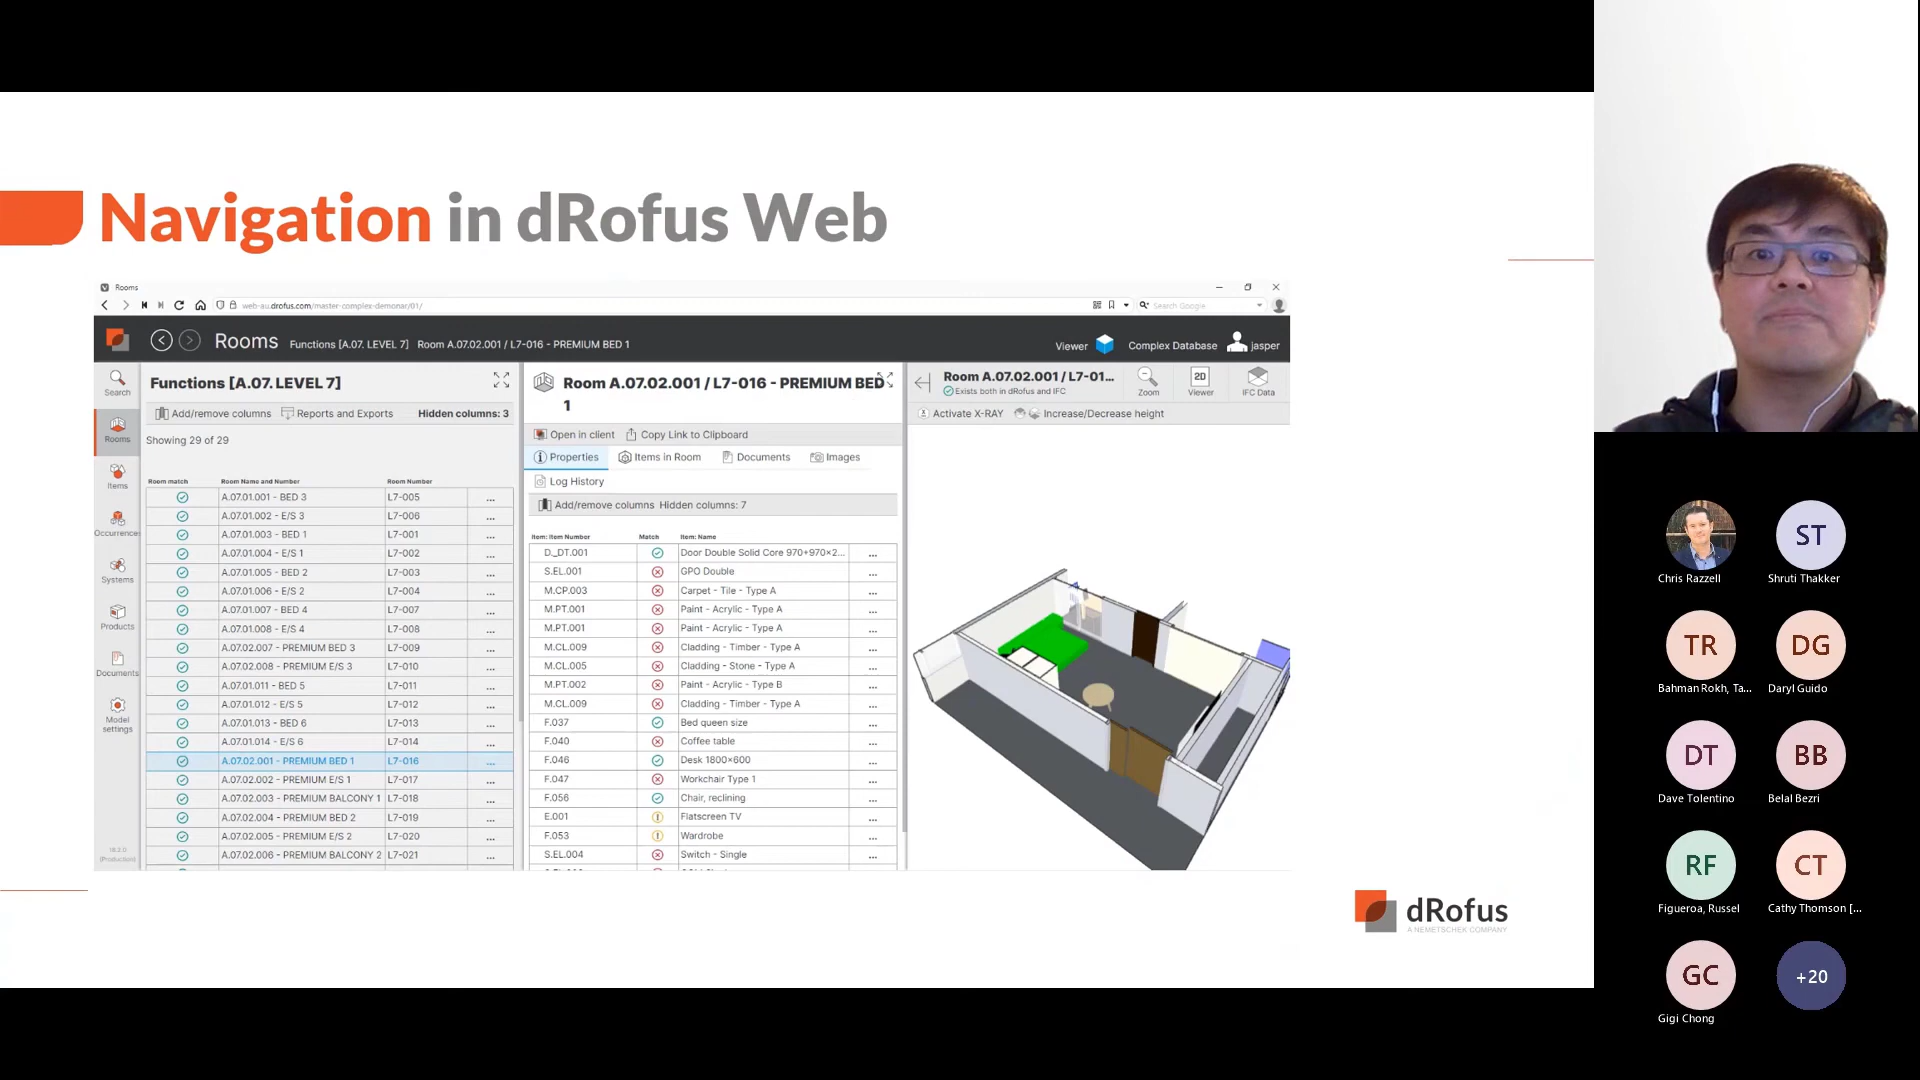 Navigation in dRofus Web
Rooms
web-au.drofus.com/master-complex-demonar/01/
Search Google
Rooms Functions [A.07. LEVEL 7] Room A.07.02.001 / L7-016 - PREMIUM BED 1
Viewer Complex Database jasper
Search
Rooms
Items
Occurrence
Systems
Products
Documents
Model settings
(Production)
Functions [A.07. LEVEL 7]
Add/remove columns Reports and Exports Hidden columns: 3
Showing 29 of 29
Room match Room Name and Number Room Number
A.07.01.001 - BED 3 L7-005 ...
A.07.01.002 - E/S 3 L7-006 ...
A.07.01.003 - BED 1 L7-001 ...
A.07.01.004 - E/S 1 L7-002 ...
A.07.01.005 - BED 2 L7-003 ...
A.07.01.006 - E/S 2 L7-004 ...
A.07.01.007 - BED 4 L7-007 ...
A.07.01.008 - E/S 4 L7-008 ...
A.07.02.007 - PREMIUM BED 3 L7-009 ...
A.07.02.008 - PREMIUM E/S 3 L7-010 ...
A.07.01.011 - BED 5 L7-011 ...
A.07.01.012 - E/S 5 L7-012 ...
A.07.01.013 - BED 6 L7-013 ...
A.07.01.014 - E/S 6 L7-014 ...
A.07.02.001 - PREMIUM BED 1 L7-016 ...
A.07.02.002 - PREMIUM E/S 1 L7-017 ...
A.07.02.003 - PREMIUM BALCONY 1 L7-018 ...
A.07.02.004 - PREMIUM BED 2 L7-019 ...
A.07.02.005 - PREMIUM E/S 2 L7-020 ...
A.07.02.006 - PREMIUM BALCONY 2 L7-021 ...
Room A.07.02.001 / L7-016 - PREMIUM BED
1
Open in client Copy Link to Clipboard
Properties Items in Room Documents Images
Log History
Add/remove columns Hidden columns: 7
Item: Item Number Match Item: Name
D._DT.001 Door Double Solid Core 970+970×2... ...
S.EL.001 GPO Double ...
M.CP.003 Carpet - Tile - Type A ...
M.PT.001 Paint - Acrylic - Type A ...
M.PT.001 Paint - Acrylic - Type A ...
M.CL.009 Cladding - Timber - Type A ...
M.CL.005 Cladding - Stone - Type A ...
M.PT.002 Paint - Acrylic - Type B ...
M.CL.009 Cladding - Timber - Type A ...
F.037 Bed queen size ...
F.040 Coffee table ...
F.046 Desk 1800×600 ...
F.047 Workchair Type 1 ...
F.056 Chair, reclining ...
E.001 Flatscreen TV ...
F.053 Wardrobe ...
S.EL.004 Switch - Single ...
Room A.07.02.001 / L7-01...
Exists both in dRofus and IFC
Zoom
2D
Viewer
IFC Data
Activate X-RAY Increase/Decrease height
dRofus
A NEMETSCHEK COMPANY
Chris Razzell
ST
Shruti Thakker
TR
Bahman Rokh, Ta...
DG
Daryl Guido
DT
Dave Tolentino
BB
Belal Bezri
RF
Figueroa, Russel
CT
Cathy Thomson [...
GC
Gigi Chong
+20